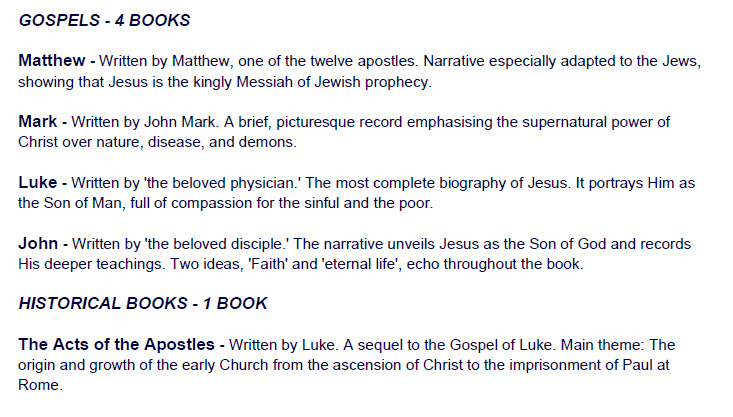 GOSPELS - 4 BOOKS
Matthew - Written by Matthew, one of the twelve apostles. Narrative especially adapted to the Jews,
showing that Jesus is the kingly Messiah of Jewish prophecy.
Mark - Written by John Mark. A brief, picturesque record emphasising the supernatural power of
Christ over nature, disease, and demons.
Luke - Written by 'the beloved physician.' The most complete biography of Jesus. It portrays Him as
the Son of Man, full of compassion for the sinful and the poor.
John - Written by 'the beloved disciple.' The narrative unveils Jesus as the Son of God and records
His deeper teachings. Two ideas, 'Faith' and 'eternal life', echo throughout the book.
HISTORICAL BOOKS - 1 BOOK
The Acts of the Apostles - Written by Luke. A sequel to the Gospel of Luke. Main theme: The
origin and growth of the early Church from the ascension of Christ to the imprisonment of Paul at
Rome.